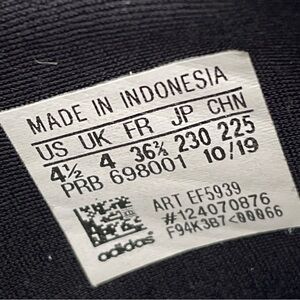 MADE IN INDONESIA
US UK FR JP CHN
4½ 4 36⅔ 230 225
PRB 698001 10/19
ART EF5939
#124070876
F94K3B7<00066
adidas